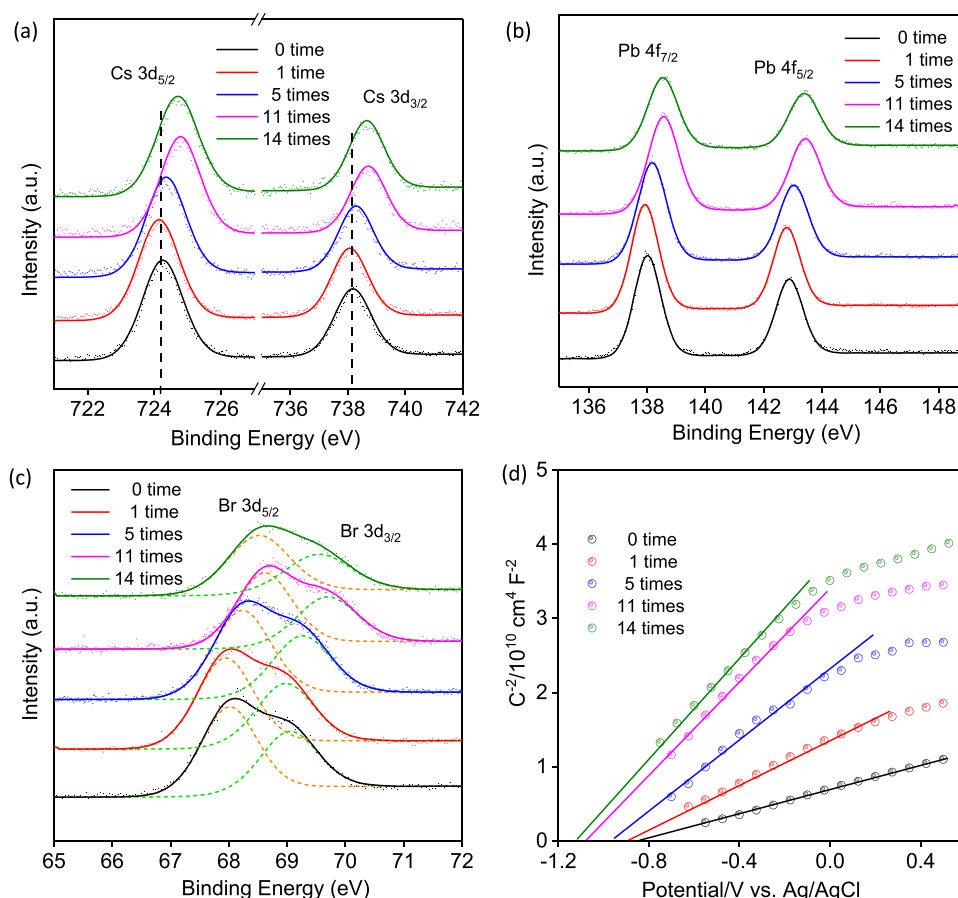 (a)
0 time
1 time
5 times
11 times
14 times
Cs 3d5/2
Cs 3d3/2
Intensity (a.u.)
722 724 726 736 738 740 742
Binding Energy (eV)
(b)
0 time
1 time
5 times
11 times
14 times
Pb 4f7/2
Pb 4f5/2
Intensity (a.u.)
136 138 140 142 144 146 148
Binding Energy (eV)
(c)
0 time
1 time
5 times
11 times
14 times
Br 3d5/2
Br 3d3/2
Intensity (a.u.)
65 66 67 68 69 70 71 72
Binding Energy (eV)
(d)
0 time
1 time
5 times
11 times
14 times
C-2/1010 cm4 F-2
5
4
3
2
1
0
-1.2 -0.8 -0.4 0.0 0.4
Potential/V vs. Ag/AgCl